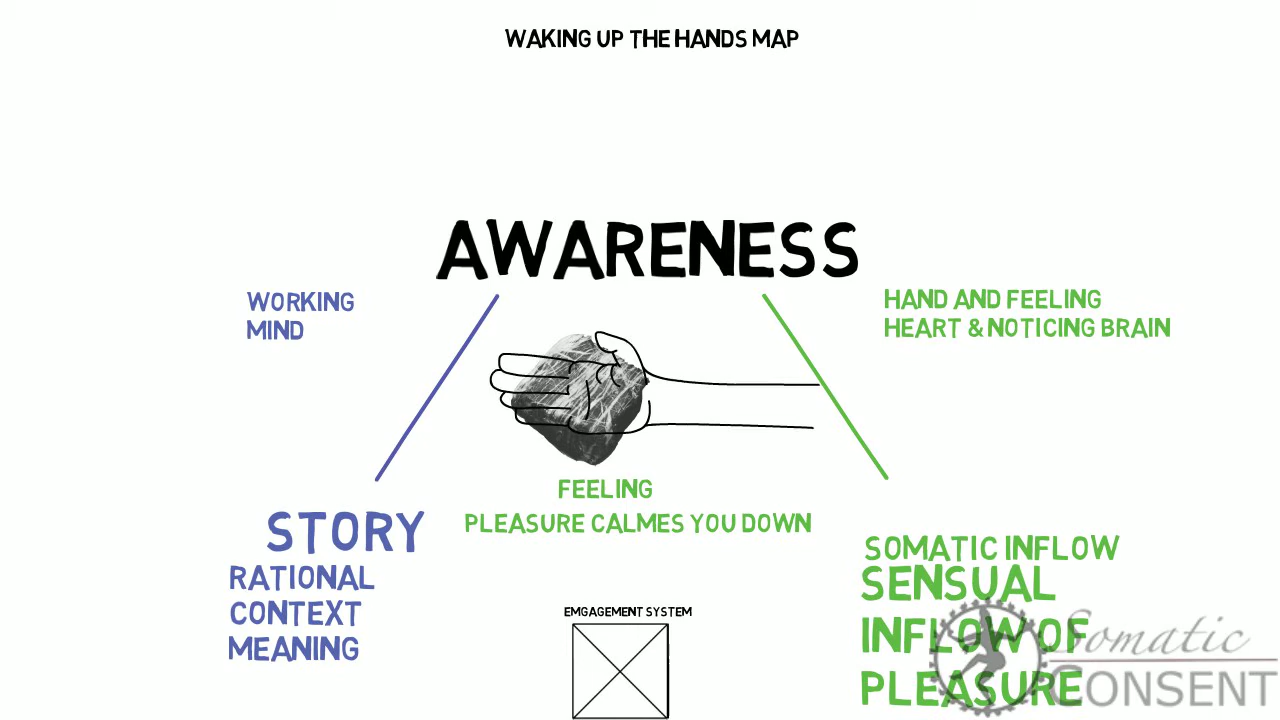 WAKING UP THE HANDS MAP
AWARENESS
WORKING
MIND
HAND AND FEELING
HEART & NOTICING BRAIN
FEELING
PLEASURE CALMES YOU DOWN
STORY
RATIONAL
CONTEXT
MEANING
SOMATIC INFLOW
SENSUAL
INFLOW OF
PLEASURE
EMGAGEMENT SYSTEM
Somatic
CONSENT